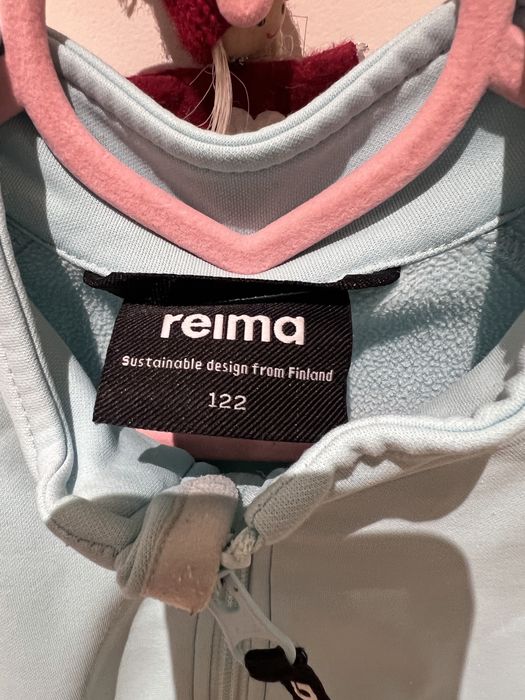 reima
Sustainable design from Finland
122